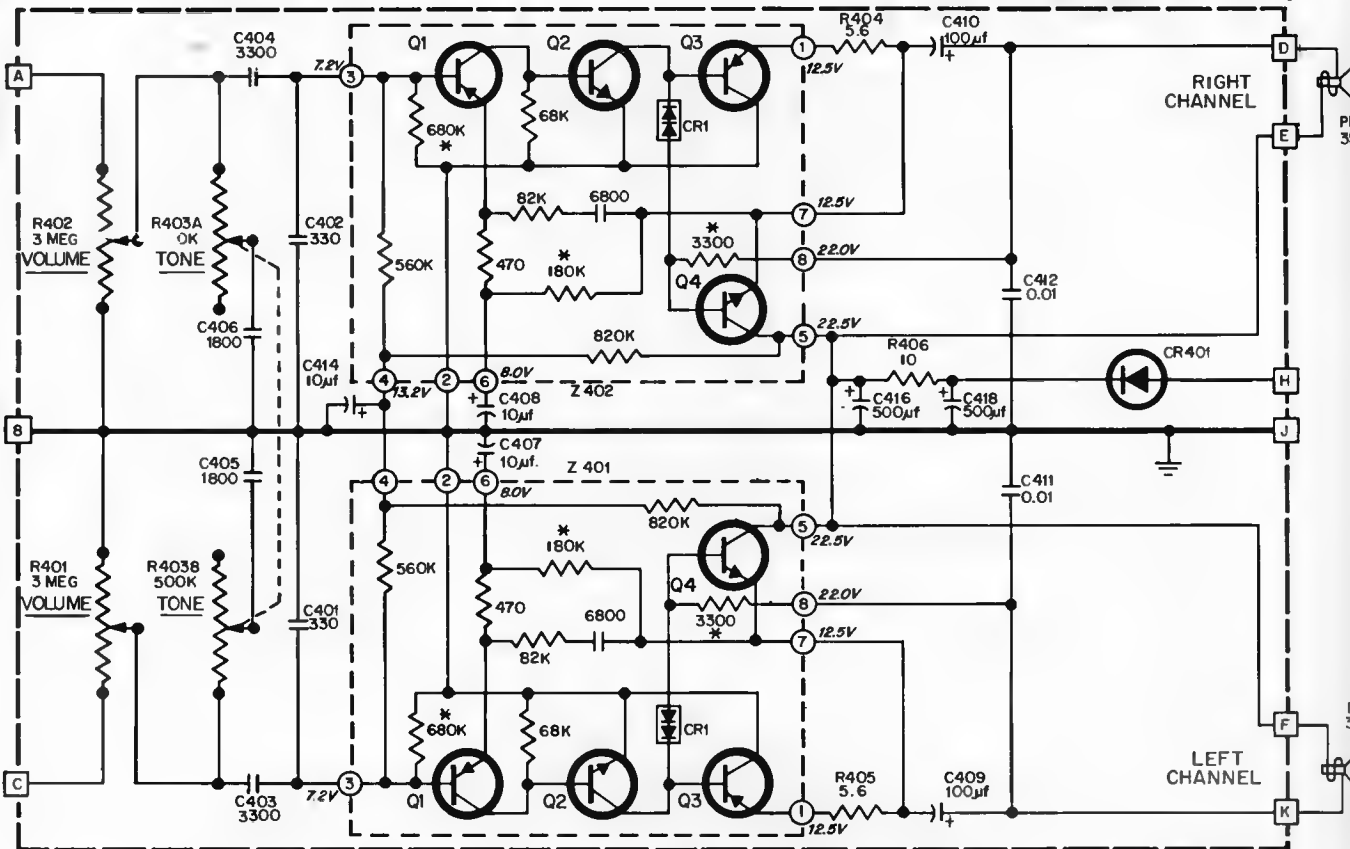 C404
3300
Q1
Q2
Q3
R404
5.6
C410
100µf
+
A
7.2V
3
1
12.5V
D
RIGHT
CHANNEL
680K
*
68K
CR1
E
R402
3 MEG
VOLUME
R403A
0K
TONE
C402
330
82K
6800
7
12.5V
*
3300
8
22.0V
560K
470
*
180K
Q4
C412
0.01
C406
1800
820K
5
22.5V
R406
10
CR401
C414
10µf
+
4
13.2V
2
6
8.0V
Z 402
H
+
C408
10µf
+
C416
500µf
+
C418
500µf
B
J
C405
1800
+
C407
10µf.
Z 401
C411
0.01
4
2
6
8.0V
820K
5
22.5V
R401
3 MEG
VOLUME
R403B
500K
TONE
C401
330
560K
*
180K
Q4
470
6800
3300
*
8
22.0V
82K
7
12.5V
*
680K
68K
CR1
F
LEFT
CHANNEL
C
7.2V
3
Q1
Q2
Q3
R405
5.6
C409
100µf
+
C403
3300
1
12.5V
K